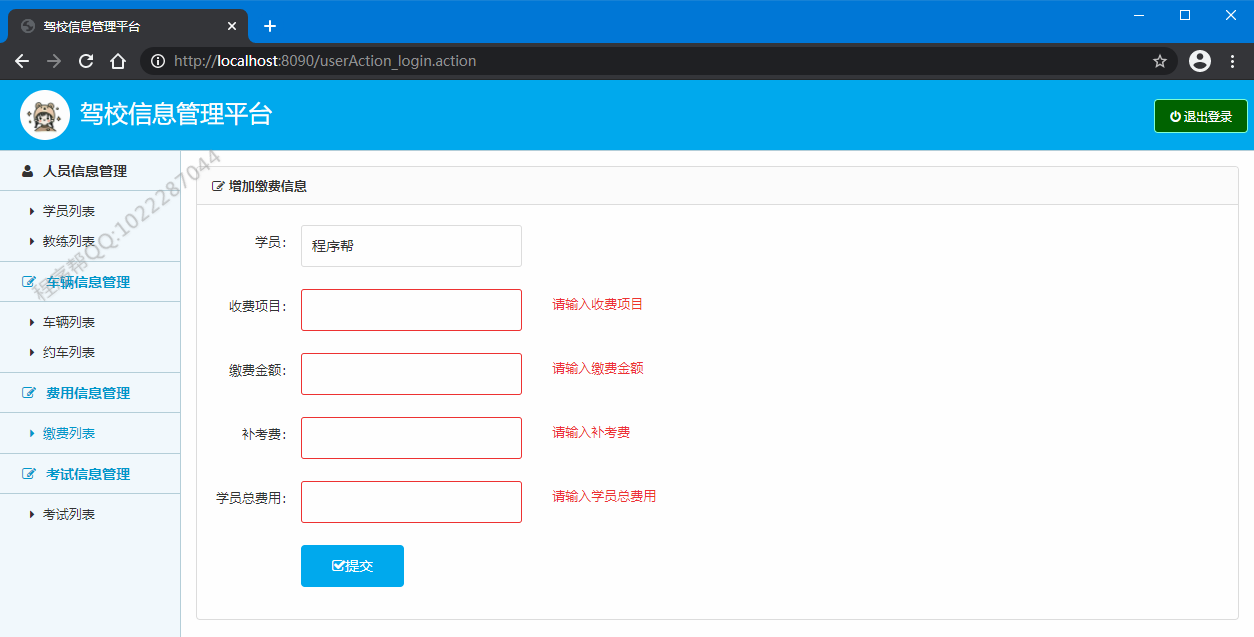 驾校信息管理平台
http://localhost:8090/userAction_login.action
驾校信息管理平台
退出登录
人员信息管理
学员列表
教练列表
车辆信息管理
车辆列表
约车列表
费用信息管理
缴费列表
考试信息管理
考试列表
程序帮QQ:1022287044
增加缴费信息
学员： 程序帮
收费项目： 请输入收费项目
缴费金额： 请输入缴费金额
补考费： 请输入补考费
学员总费用： 请输入学员总费用
提交